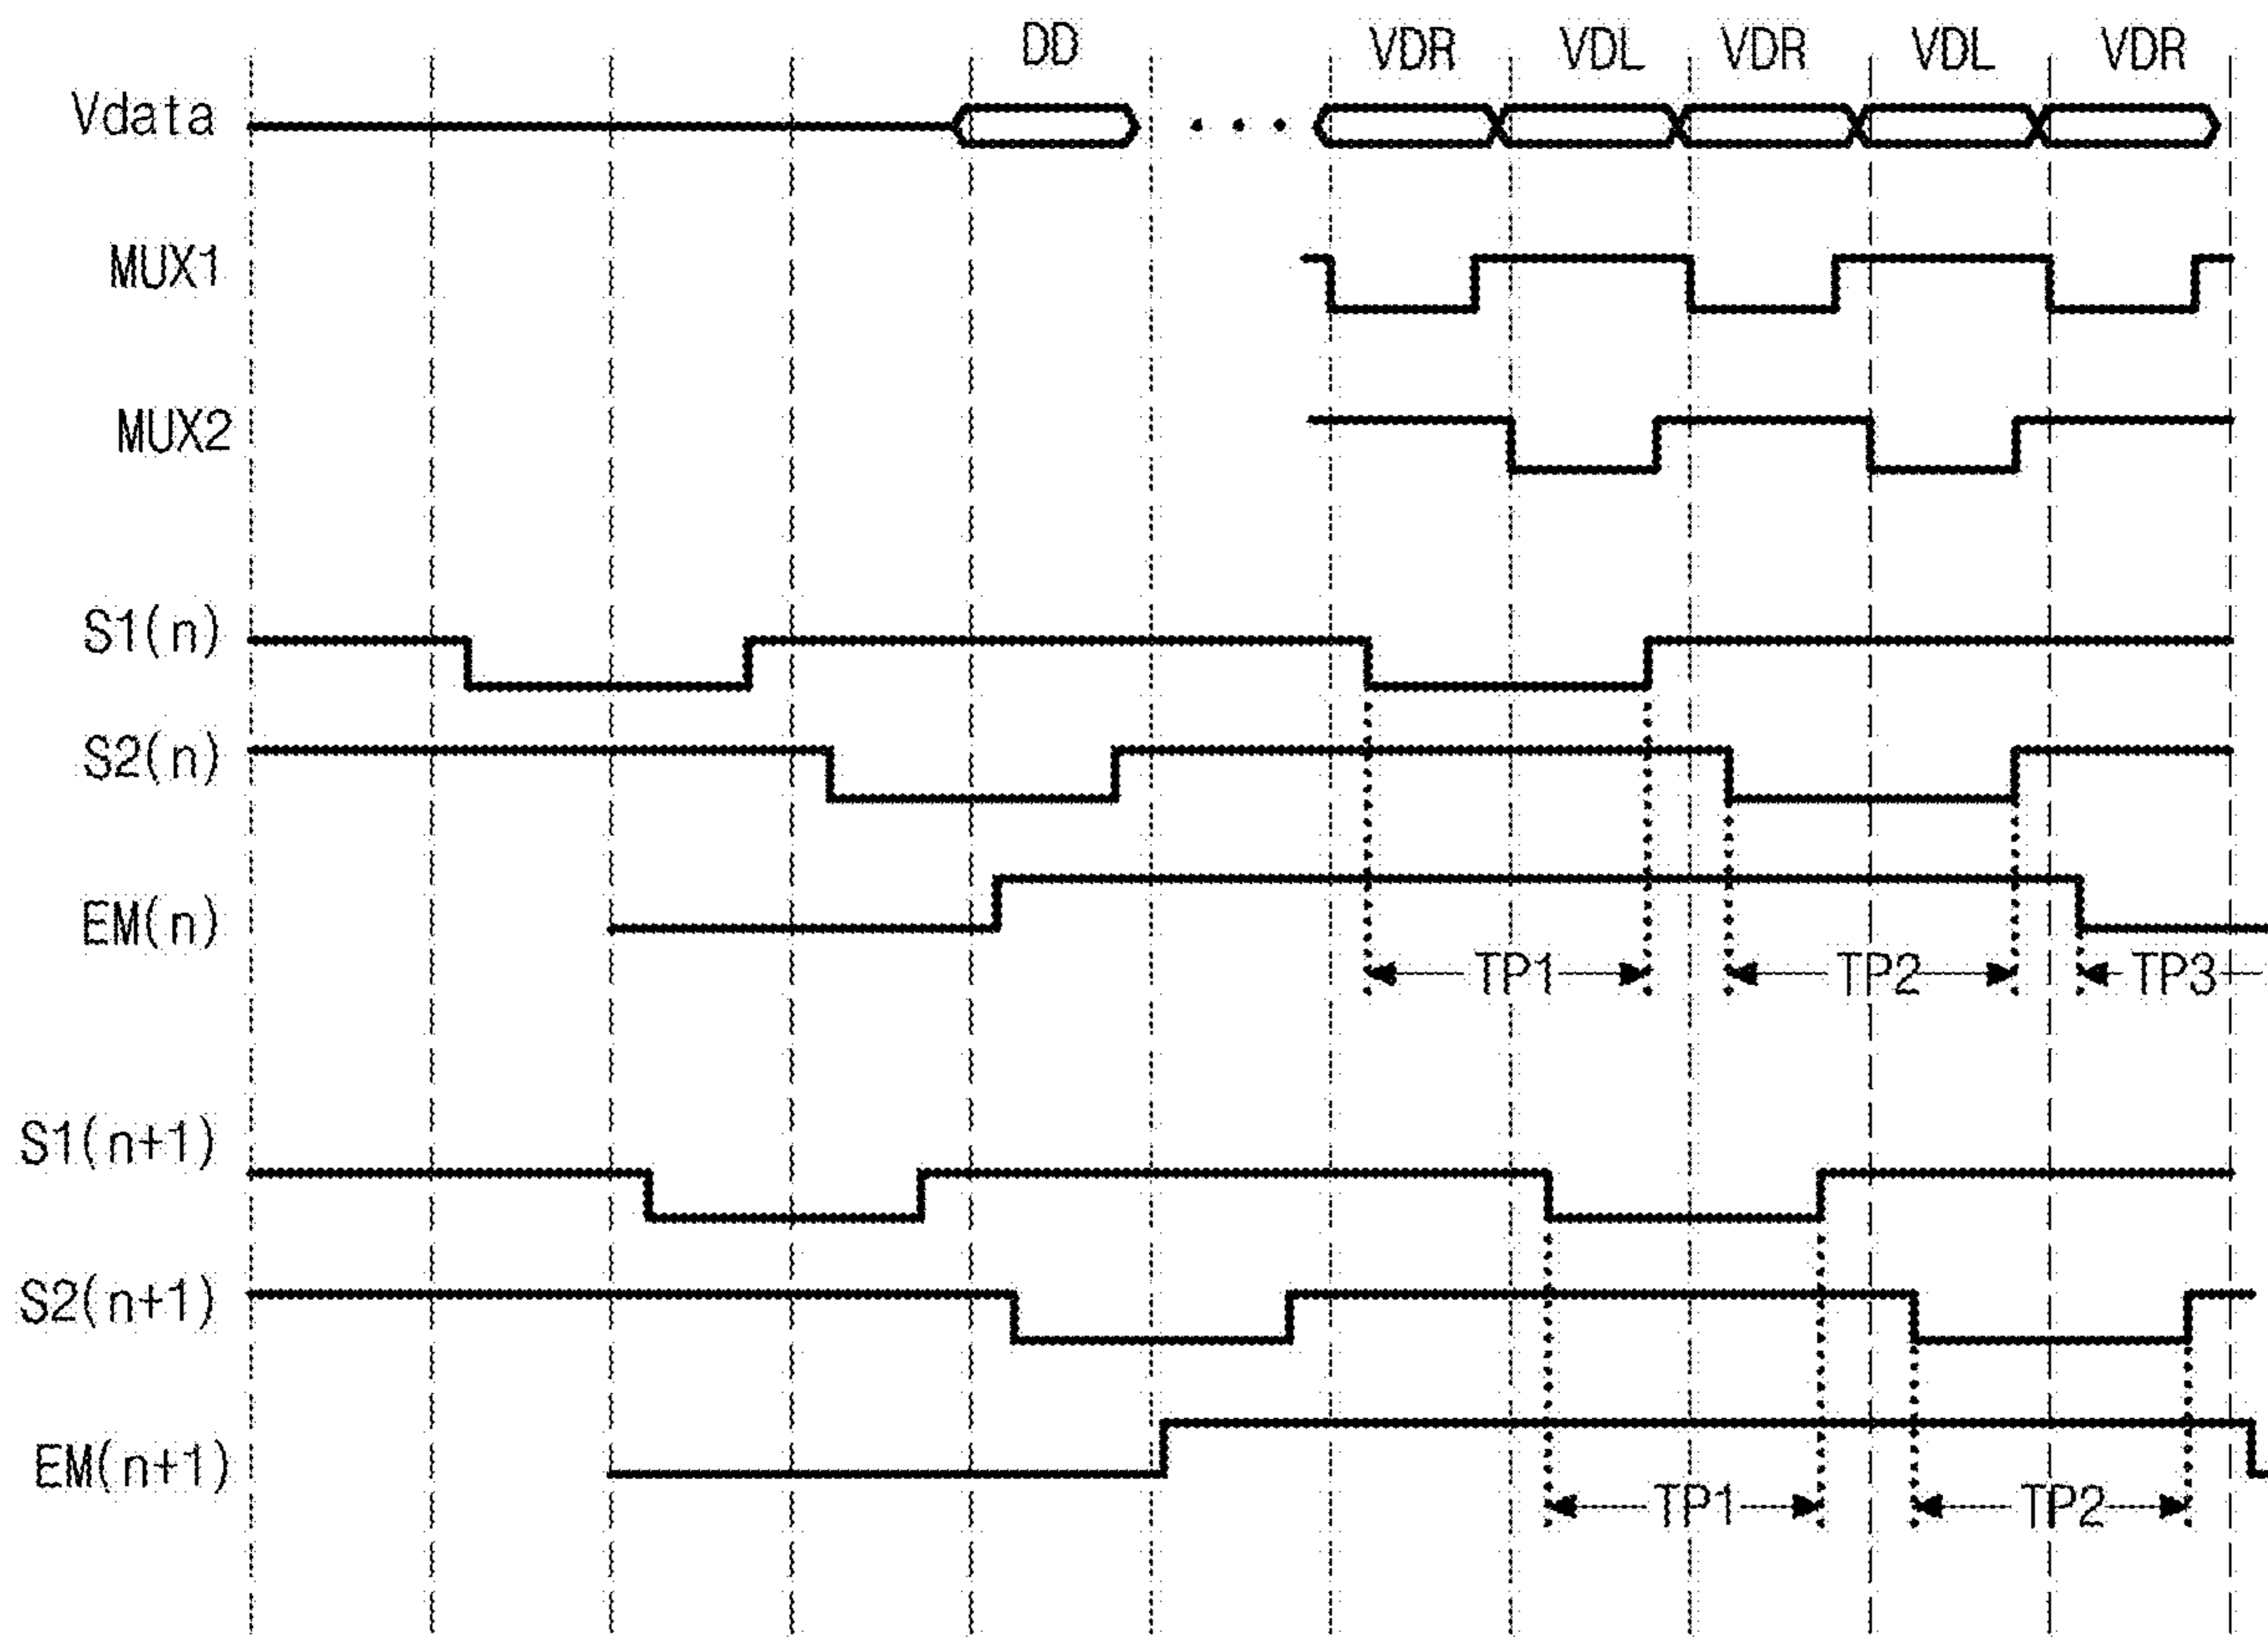 DD VDR VDL VDR VDL VDR
Vdata
MUX1
MUX2
S1(n)
S2(n)
EM(n)
TP1 TP2 TP3
S1(n+1)
S2(n+1)
EM(n+1)
TP1 TP2